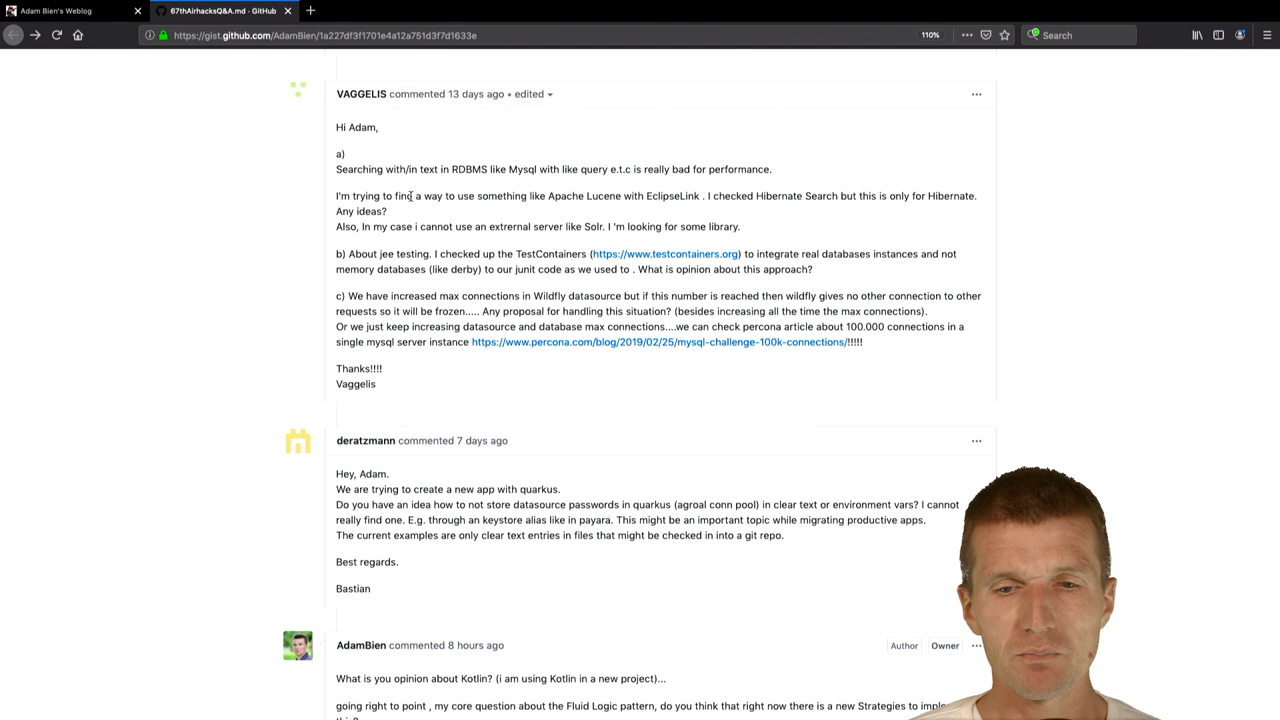 Adam Bien's Weblog
67thAirhacksQ&A.md · GitHub
https://gist.github.com/AdamBien/1a227df3f1701e4a12a751d3f7d1633e
110%
Search
VAGGELIS commented 13 days ago • edited
Hi Adam,
a)
Searching with/in text in RDBMS like Mysql with like query e.t.c is really bad for performance.
I'm trying to find a way to use something like Apache Lucene with EclipseLink . I checked Hibernate Search but this is only for Hibernate.
Any ideas?
Also, In my case i cannot use an extrernal server like Solr. I 'm looking for some library.
b) About jee testing. I checked up the TestContainers (https://www.testcontainers.org) to integrate real databases instances and not
memory databases (like derby) to our junit code as we used to . What is opinion about this approach?
c) We have increased max connections in Wildfly datasource but if this number is reached then wildfly gives no other connection to other
requests so it will be frozen..... Any proposal for handling this situation? (besides increasing all the time the max connections).
Or we just keep increasing datasource and database max connections....we can check percona article about 100.000 connections in a
single mysql server instance https://www.percona.com/blog/2019/02/25/mysql-challenge-100k-connections/!!!!!
Thanks!!!!
Vaggelis
deratzmann commented 7 days ago
Hey, Adam.
We are trying to create a new app with quarkus.
Do you have an idea how to not store datasource passwords in quarkus (agroal conn pool) in clear text or environment vars? I cannot
really find one. E.g. through an keystore alias like in payara. This might be an important topic while migrating productive apps.
The current examples are only clear text entries in files that might be checked in into a git repo.
Best regards.
Bastian
AdamBien commented 8 hours ago
Author
Owner
What is you opinion about Kotlin? (i am using Kotlin in a new project)...
going right to point , my core question about the Fluid Logic pattern, do you think that right now there is a new Strategies to